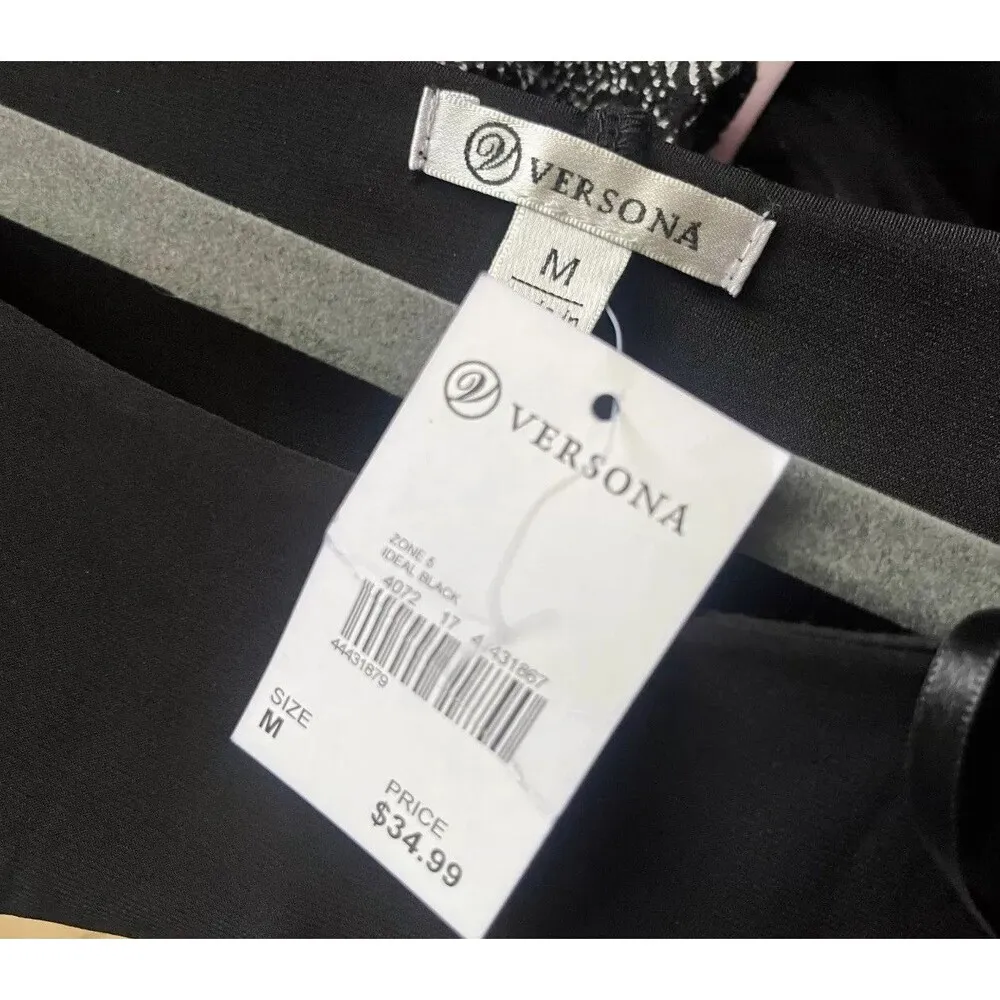 VERSONA
M
VERSONA
ZONE 5
IDEAL BLACK
4072 17 4 431867
44431879
SIZE
M
PRICE
$34.99